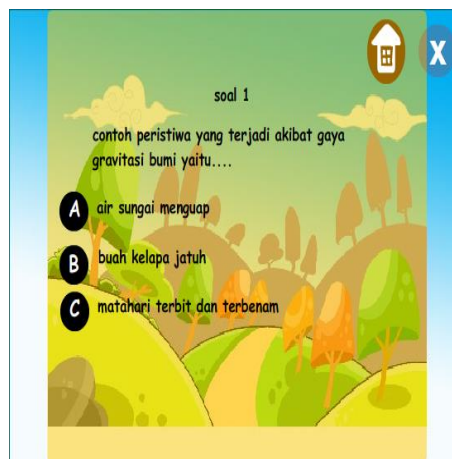 X
soal 1
contoh peristiwa yang terjadi akibat gaya
gravitasi bumi yaitu....
A air sungai menguap
B buah kelapa jatuh
C matahari terbit dan terbenam